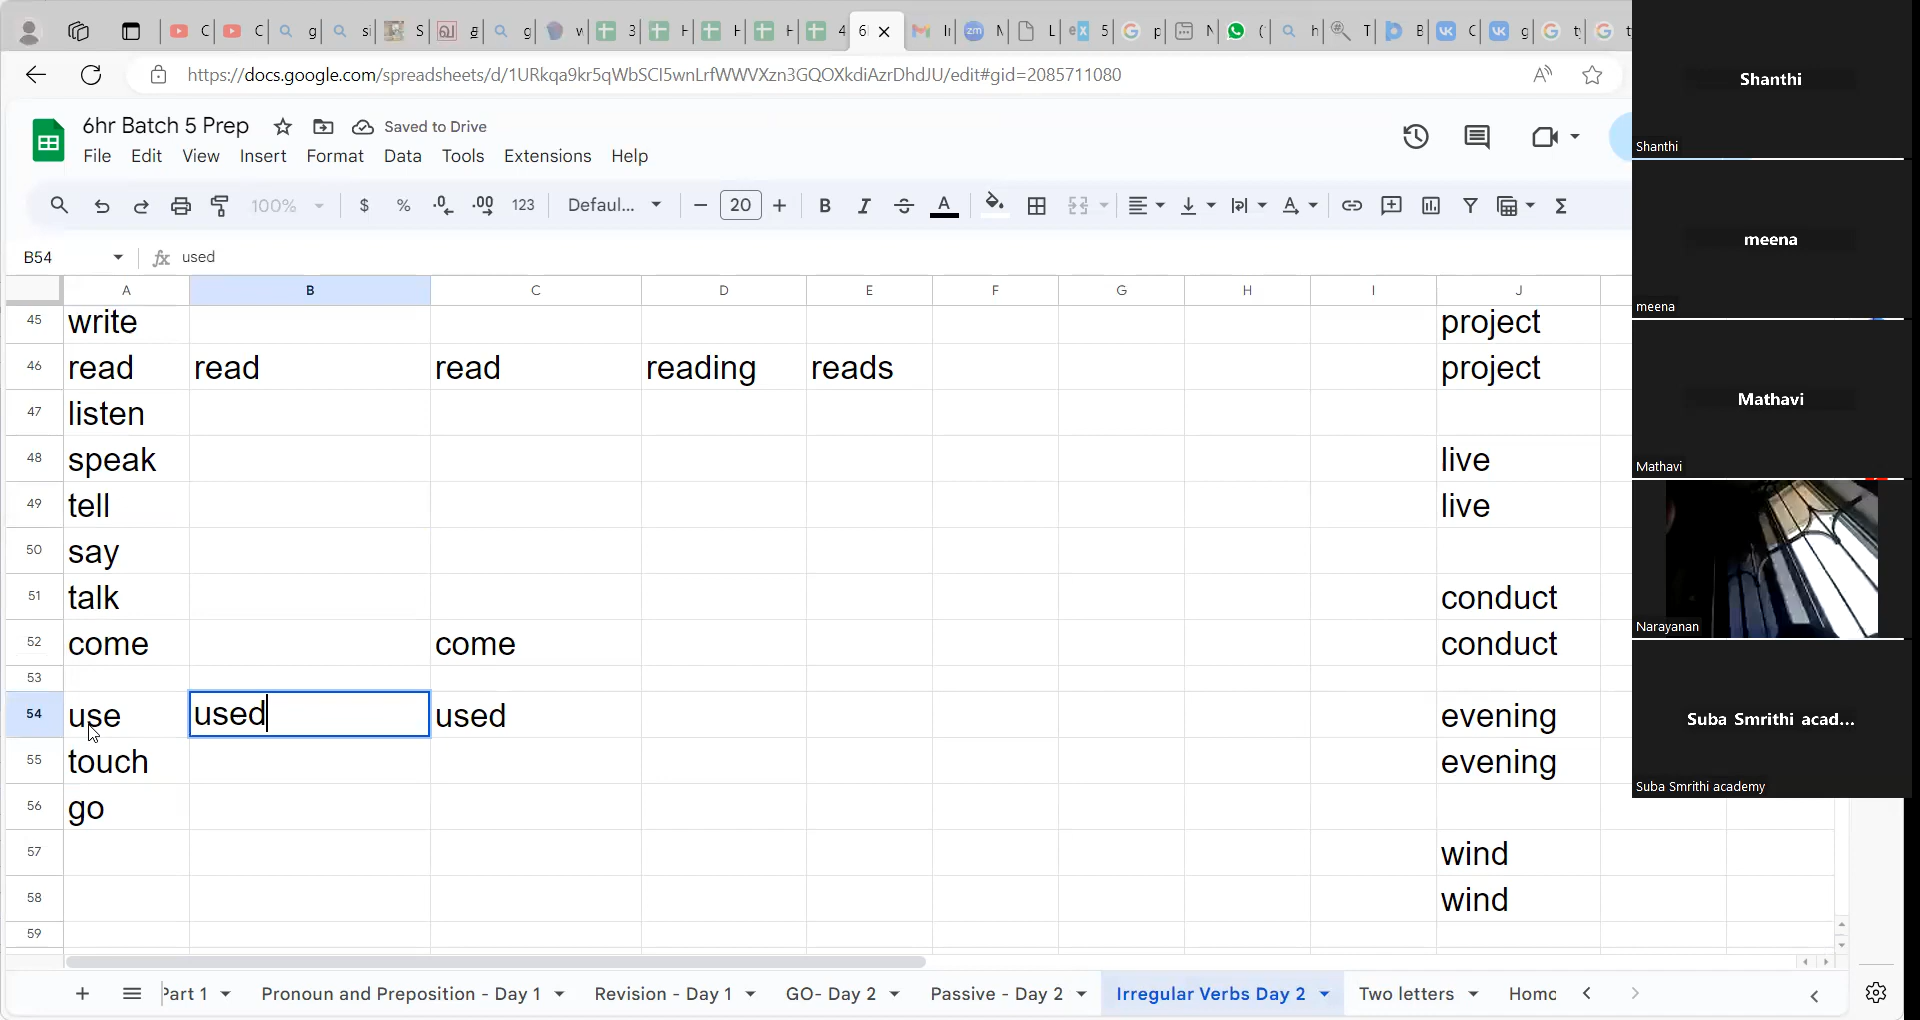 https://docs.google.com/spreadsheets/d/1URkqa9kr5qWbSCI5wnLrfWWVXzn3GQOXkdiAzrDhdJU/edit#gid=2085711080
6hr Batch 5 Prep
Saved to Drive
File Edit View Insert Format Data Tools Extensions Help
100% $ % .0 .00 123 Defaul... 20
B54 fx used
A B C D E F G H I J
45 write project
46 read read read reading reads project
47 listen
48 speak live
49 tell live
50 say
51 talk conduct
52 come come conduct
53
54 use used used evening
55 touch evening
56 go
57 wind
58 wind
59
Part 1 Pronoun and Preposition - Day 1 Revision - Day 1 GO- Day 2 Passive - Day 2 Irregular Verbs Day 2 Two letters Homo
Shanthi
Shanthi
meena
meena
Mathavi
Mathavi
Narayanan
Suba Smrithi acad...
Suba Smrithi academy